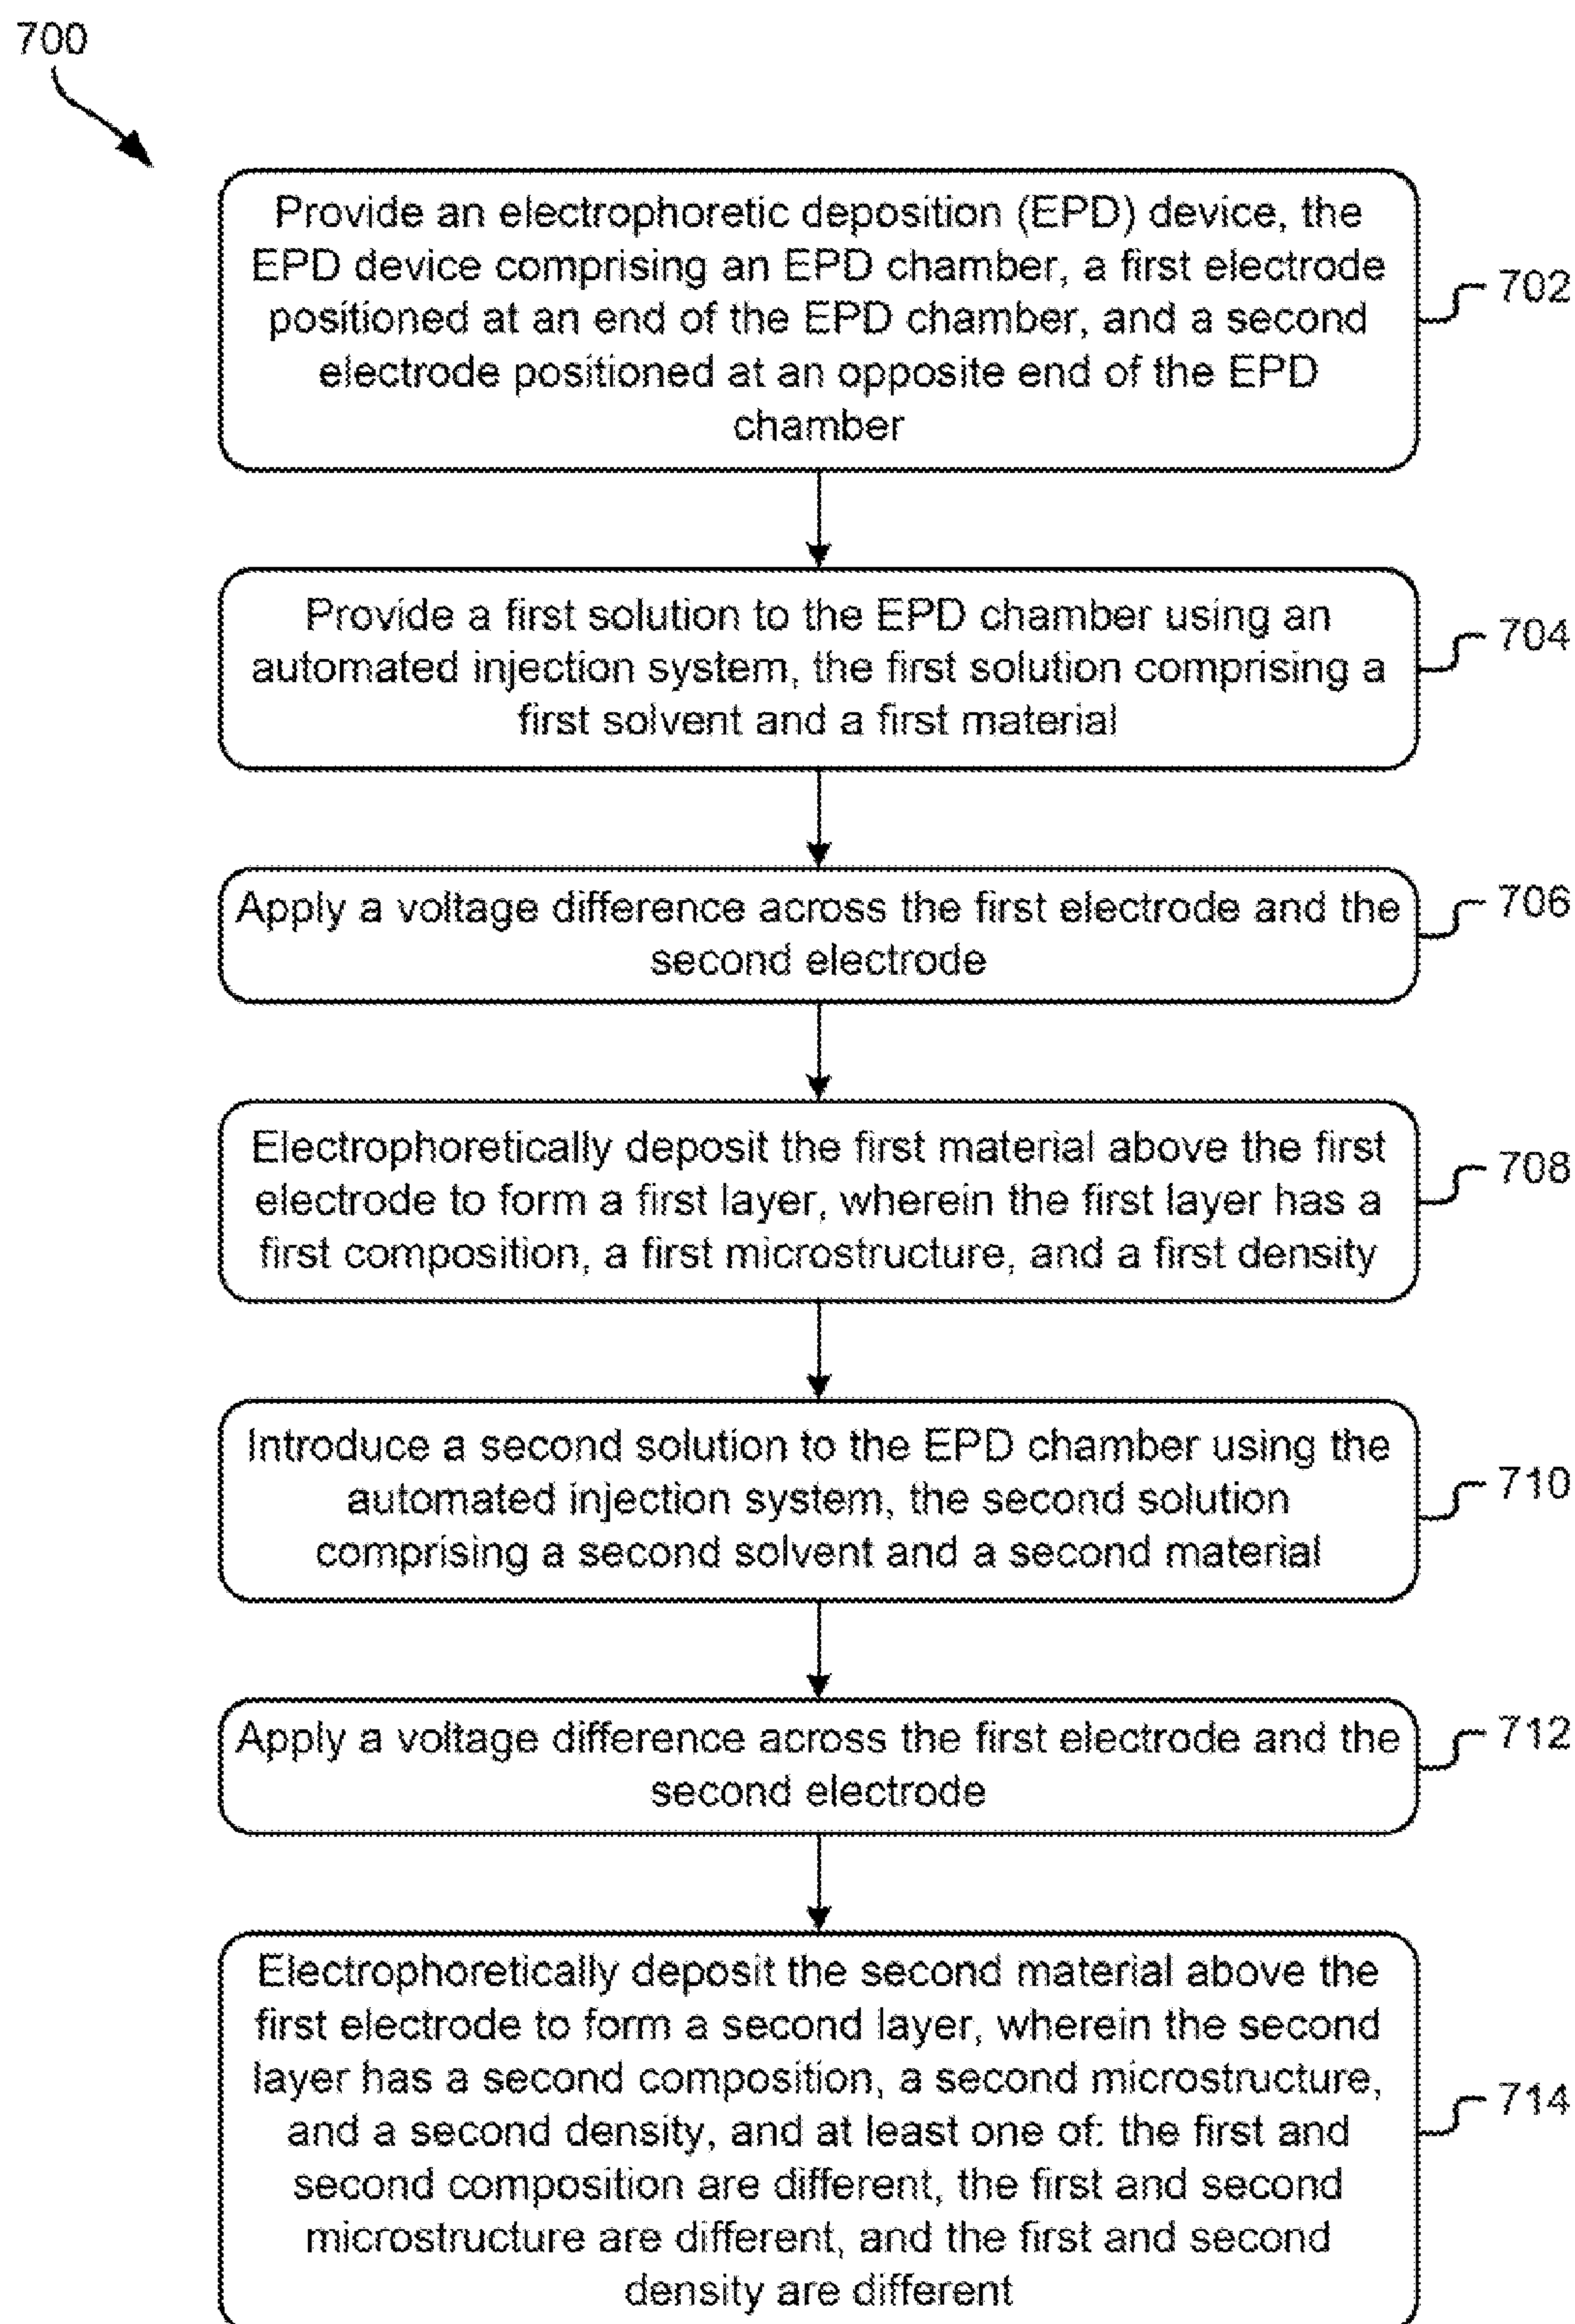 700
Provide an electrophoretic deposition (EPD) device, the
EPD device comprising an EPD chamber, a first electrode
positioned at an end of the EPD chamber, and a second
electrode positioned at an opposite end of the EPD
chamber
702
Provide a first solution to the EPD chamber using an
automated injection system, the first solution comprising a
first solvent and a first material
704
Apply a voltage difference across the first electrode and the
second electrode
706
Electrophoretically deposit the first material above the first
electrode to form a first layer, wherein the first layer has a
first composition, a first microstructure, and a first density
708
Introduce a second solution to the EPD chamber using the
automated injection system, the second solution
comprising a second solvent and a second material
710
Apply a voltage difference across the first electrode and the
second electrode
712
Electrophoretically deposit the second material above the
first electrode to form a second layer, wherein the second
layer has a second composition, a second microstructure,
and a second density, and at least one of: the first and
second composition are different, the first and second
microstructure are different, and the first and second
density are different
714